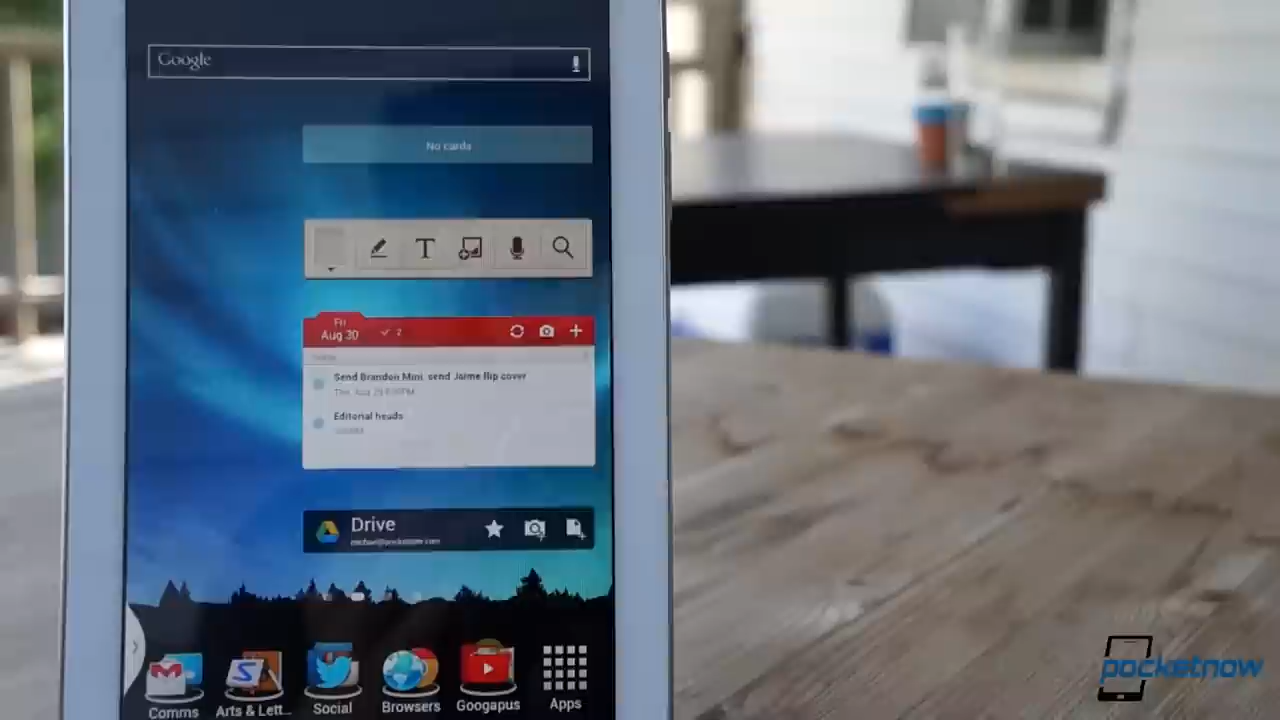 Google
No cards
T
Fri
Aug 30
2
Send Brandon Mini, send Jaime flip cover
Editorial heads
Drive
Comms
Arts & Lett...
Social
Browsers
Googapus
Apps
pocketnow